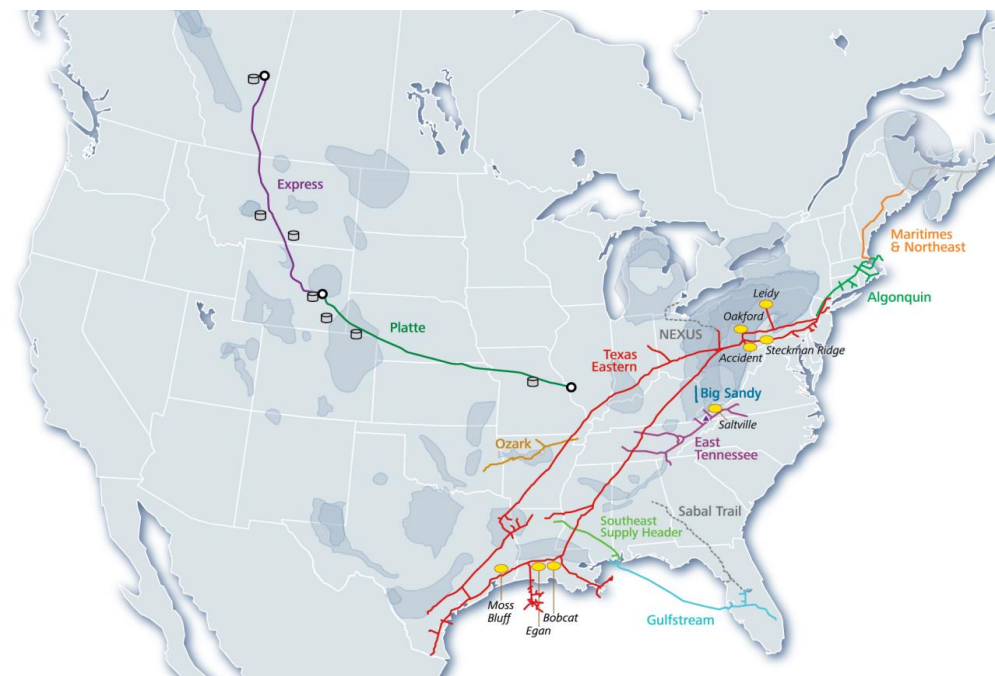 Express
Platte
Maritimes
& Northeast
Algonquin
Leidy
Oakford
NEXUS
Accident
Steckman Ridge
Texas
Eastern
Big Sandy
Saltville
Ozark
East
Tennessee
Sabal Trail
Southeast
Supply Header
Moss
Bluff
Egan
Bobcat
Gulfstream